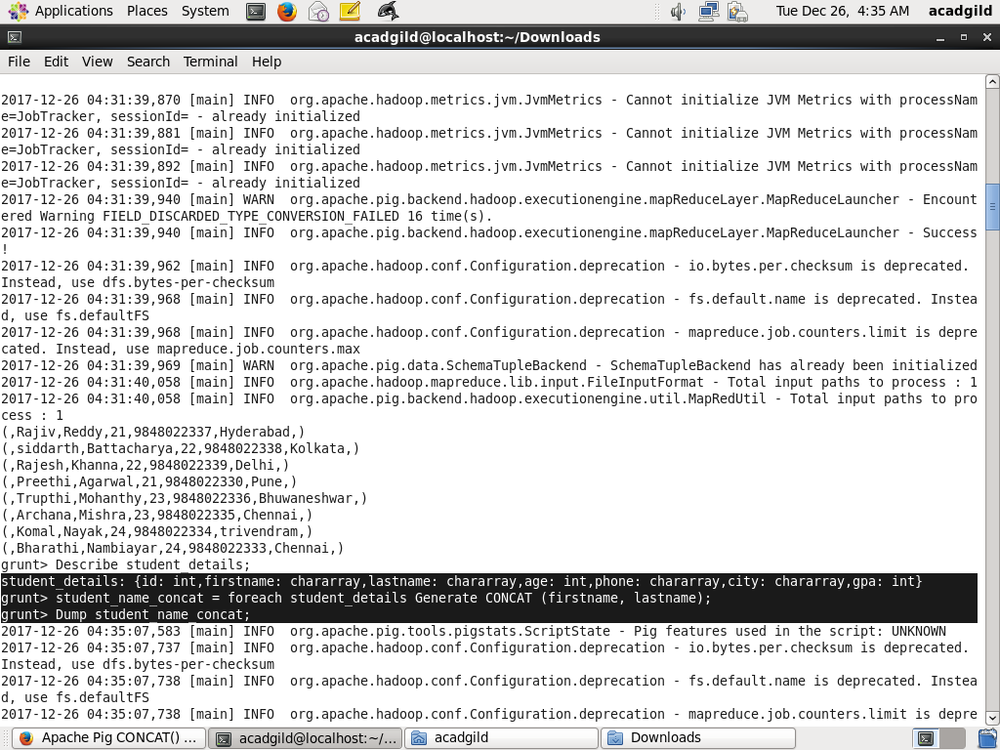 Applications Places System Tue Dec 26, 4:35 AM acadgild
acadgild@localhost:~/Downloads
File Edit View Search Terminal Help
2017-12-26 04:31:39,870 [main] INFO  org.apache.hadoop.metrics.jvm.JvmMetrics - Cannot initialize JVM Metrics with processNam
e=JobTracker, sessionId= - already initialized
2017-12-26 04:31:39,881 [main] INFO  org.apache.hadoop.metrics.jvm.JvmMetrics - Cannot initialize JVM Metrics with processNam
e=JobTracker, sessionId= - already initialized
2017-12-26 04:31:39,892 [main] INFO  org.apache.hadoop.metrics.jvm.JvmMetrics - Cannot initialize JVM Metrics with processNam
e=JobTracker, sessionId= - already initialized
2017-12-26 04:31:39,940 [main] WARN  org.apache.pig.backend.hadoop.executionengine.mapReduceLayer.MapReduceLauncher - Encount
ered Warning FIELD_DISCARDED_TYPE_CONVERSION_FAILED 16 time(s).
2017-12-26 04:31:39,940 [main] INFO  org.apache.pig.backend.hadoop.executionengine.mapReduceLayer.MapReduceLauncher - Success
!
2017-12-26 04:31:39,962 [main] INFO  org.apache.hadoop.conf.Configuration.deprecation - io.bytes.per.checksum is deprecated.
Instead, use dfs.bytes-per-checksum
2017-12-26 04:31:39,968 [main] INFO  org.apache.hadoop.conf.Configuration.deprecation - fs.default.name is deprecated. Instea
d, use fs.defaultFS
2017-12-26 04:31:39,968 [main] INFO  org.apache.hadoop.conf.Configuration.deprecation - mapreduce.job.counters.limit is depre
cated. Instead, use mapreduce.job.counters.max
2017-12-26 04:31:39,969 [main] WARN  org.apache.pig.data.SchemaTupleBackend - SchemaTupleBackend has already been initialized
2017-12-26 04:31:40,058 [main] INFO  org.apache.hadoop.mapreduce.lib.input.FileInputFormat - Total input paths to process : 1
2017-12-26 04:31:40,058 [main] INFO  org.apache.pig.backend.hadoop.executionengine.util.MapRedUtil - Total input paths to pro
cess : 1
(,Rajiv,Reddy,21,9848022337,Hyderabad,)
(,siddarth,Battacharya,22,9848022338,Kolkata,)
(,Rajesh,Khanna,22,9848022339,Delhi,)
(,Preethi,Agarwal,21,9848022330,Pune,)
(,Trupthi,Mohanthy,23,9848022336,Bhuwaneshwar,)
(,Archana,Mishra,23,9848022335,Chennai,)
(,Komal,Nayak,24,9848022334,trivendram,)
(,Bharathi,Nambiayar,24,9848022333,Chennai,)
grunt> Describe student_details;
student_details: {id: int,firstname: chararray,lastname: chararray,age: int,phone: chararray,city: chararray,gpa: int}
grunt> student_name_concat = foreach student_details Generate CONCAT (firstname, lastname);
grunt> Dump student_name_concat;
2017-12-26 04:35:07,583 [main] INFO  org.apache.pig.tools.pigstats.ScriptState - Pig features used in the script: UNKNOWN
2017-12-26 04:35:07,737 [main] INFO  org.apache.hadoop.conf.Configuration.deprecation - io.bytes.per.checksum is deprecated.
Instead, use dfs.bytes-per-checksum
2017-12-26 04:35:07,738 [main] INFO  org.apache.hadoop.conf.Configuration.deprecation - fs.default.name is deprecated. Instea
d, use fs.defaultFS
2017-12-26 04:35:07,738 [main] INFO  org.apache.hadoop.conf.Configuration.deprecation - mapreduce.job.counters.limit is depre
Apache Pig CONCAT() ... acadgild@localhost:~/... acadgild Downloads